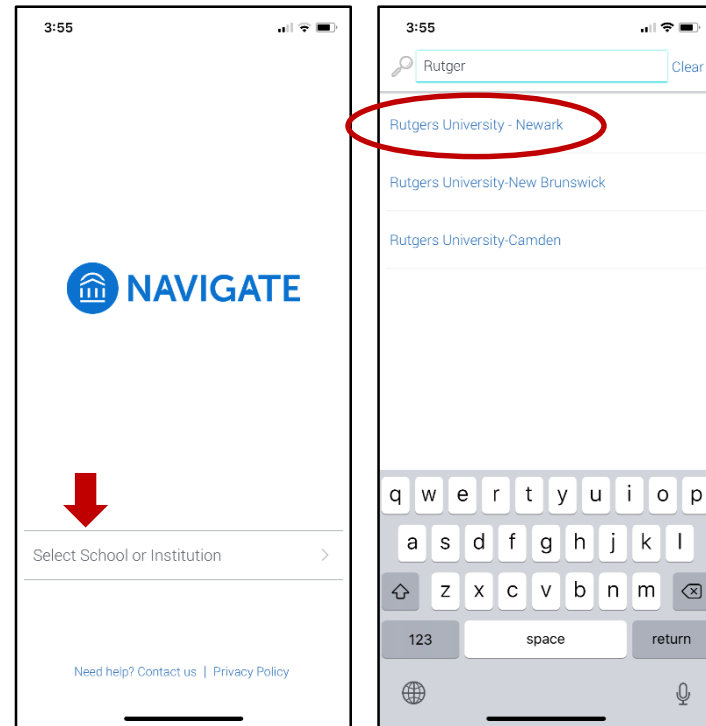 3:55
NAVIGATE
Select School or Institution
Need help? Contact us | Privacy Policy
3:55
Rutger Clear
Rutgers University - Newark
Rutgers University-New Brunswick
Rutgers University-Camden
q w e r t y u i o p
a s d f g h j k l
z x c v b n m
123 space return